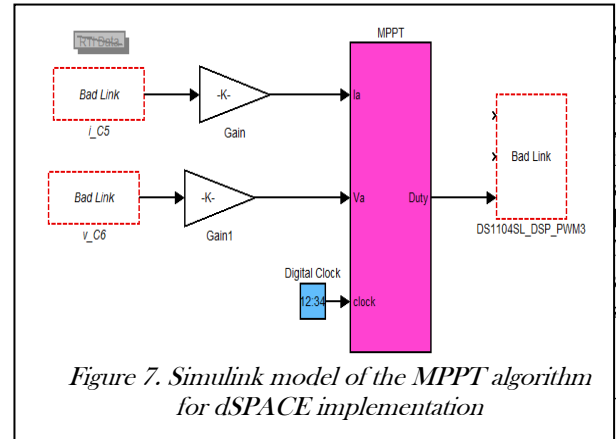 MPPT
RTI Data
Bad Link
i_C5
-K-
Gain
Ia
Bad Link
v_C6
-K-
Gain1
Va
Duty
Bad Link
DS1104SL_DSP_PWM3
Digital Clock
12:34
clock
Figure 7. Simulink model of the MPPT algorithm
for dSPACE implementation